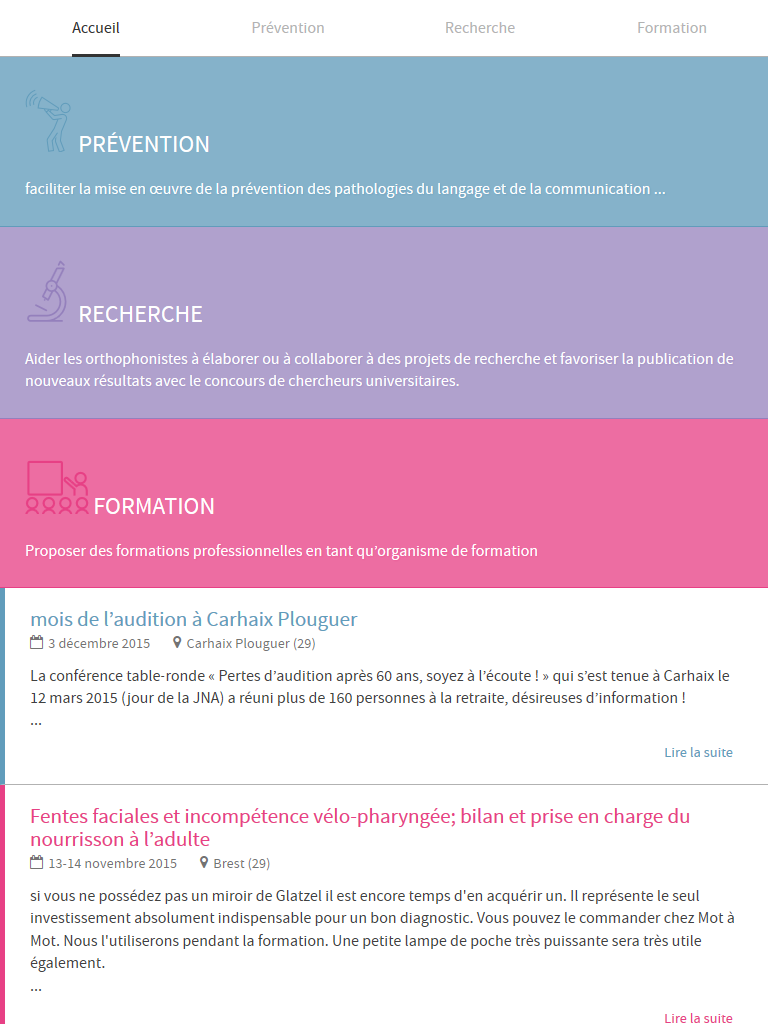 Accueil
Prévention
Recherche
Formation
PRÉVENTION
faciliter la mise en œuvre de la prévention des pathologies du langage et de la communication ...
RECHERCHE
Aider les orthophonistes à élaborer ou à collaborer à des projets de recherche et favoriser la publication de
nouveaux résultats avec le concours de chercheurs universitaires.
FORMATION
Proposer des formations professionnelles en tant qu’organisme de formation
mois de l’audition à Carhaix Plouguer
3 décembre 2015 Carhaix Plouguer (29)
La conférence table-ronde « Pertes d’audition après 60 ans, soyez à l’écoute ! » qui s’est tenue à Carhaix le
12 mars 2015 (jour de la JNA) a réuni plus de 160 personnes à la retraite, désireuses d’information !
...
Lire la suite
Fentes faciales et incompétence vélo-pharyngée; bilan et prise en charge du
nourrisson à l’adulte
13-14 novembre 2015 Brest (29)
si vous ne possédez pas un miroir de Glatzel il est encore temps d'en acquérir un. Il représente le seul
investissement absolument indispensable pour un bon diagnostic. Vous pouvez le commander chez Mot à
Mot. Nous l'utiliserons pendant la formation. Une petite lampe de poche très puissante sera très utile
également.
...
Lire la suite